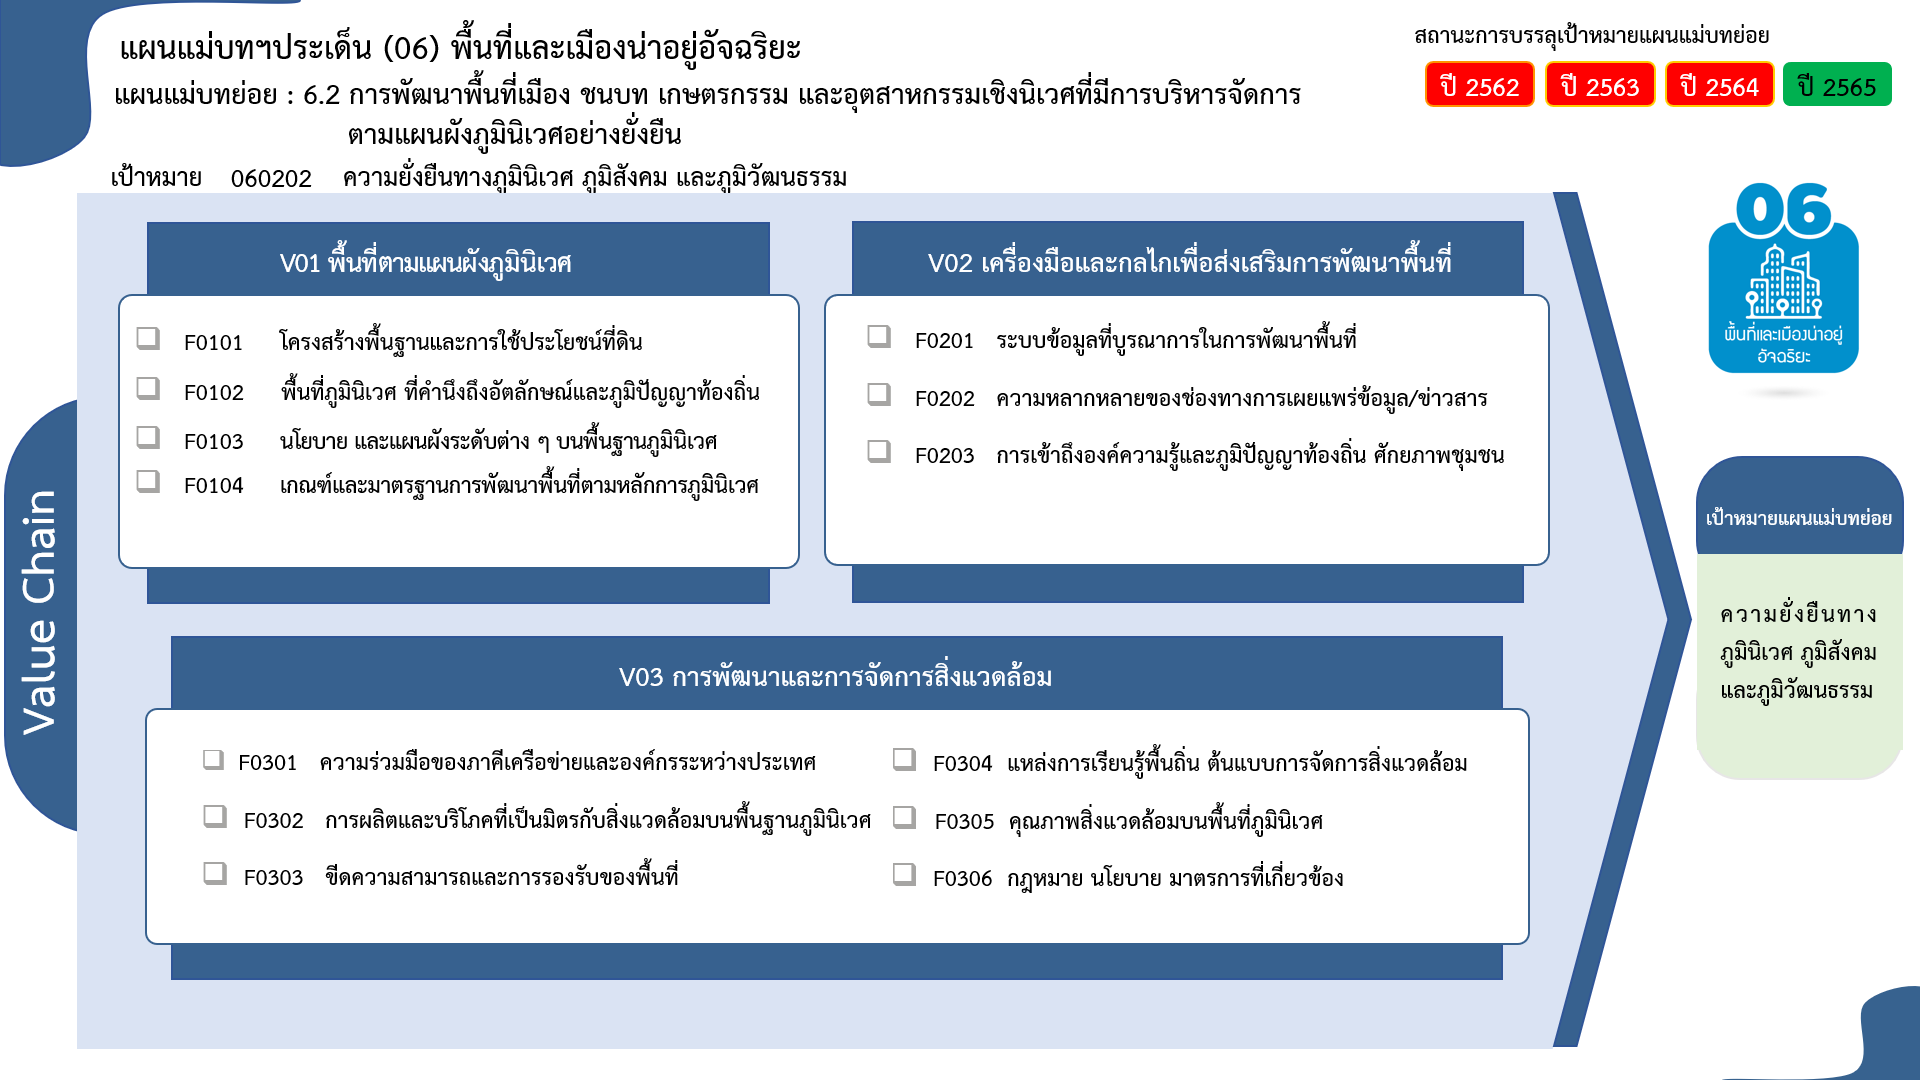 แผนแม่บทฯประเด็น (06) พื้นที่และเมืองน่าอยู่อัจฉริยะ
สถานะการบรรลุเป้าหมายแผนแม่บทย่อย
ปี 2562 ปี 2563 ปี 2564 ปี 2565
แผนแม่บทย่อย : 6.2 การพัฒนาพื้นที่เมือง ชนบท เกษตรกรรม และอุตสาหกรรมเชิงนิเวศที่มีการบริหารจัดการ
ตามแผนผังภูมินิเวศอย่างยั่งยืน
เป้าหมาย 060202 ความยั่งยืนทางภูมินิเวศ ภูมิสังคม และภูมิวัฒนธรรม
Value Chain
V01 พื้นที่ตามแผนผังภูมินิเวศ
F0101 โครงสร้างพื้นฐานและการใช้ประโยชน์ที่ดิน
F0102 พื้นที่ภูมินิเวศ ที่คำนึงถึงอัตลักษณ์และภูมิปัญญาท้องถิ่น
F0103 นโยบาย และแผนผังระดับต่าง ๆ บนพื้นฐานภูมินิเวศ
F0104 เกณฑ์และมาตรฐานการพัฒนาพื้นที่ตามหลักการภูมินิเวศ
V02 เครื่องมือและกลไกเพื่อส่งเสริมการพัฒนาพื้นที่
F0201 ระบบข้อมูลที่บูรณาการในการพัฒนาพื้นที่
F0202 ความหลากหลายของช่องทางการเผยแพร่ข้อมูล/ข่าวสาร
F0203 การเข้าถึงองค์ความรู้และภูมิปัญญาท้องถิ่น ศักยภาพชุมชน
V03 การพัฒนาและการจัดการสิ่งแวดล้อม
F0301 ความร่วมมือของภาคีเครือข่ายและองค์กรระหว่างประเทศ
F0302 การผลิตและบริโภคที่เป็นมิตรกับสิ่งแวดล้อมบนพื้นฐานภูมินิเวศ
F0303 ขีดความสามารถและการรองรับของพื้นที่
F0304 แหล่งการเรียนรู้พื้นถิ่น ต้นแบบการจัดการสิ่งแวดล้อม
F0305 คุณภาพสิ่งแวดล้อมบนพื้นที่ภูมินิเวศ
F0306 กฎหมาย นโยบาย มาตรการที่เกี่ยวข้อง
06
พื้นที่และเมืองน่าอยู่
อัจฉริยะ
เป้าหมายแผนแม่บทย่อย
ความยั่งยืนทาง
ภูมินิเวศ ภูมิสังคม
และภูมิวัฒนธรรม